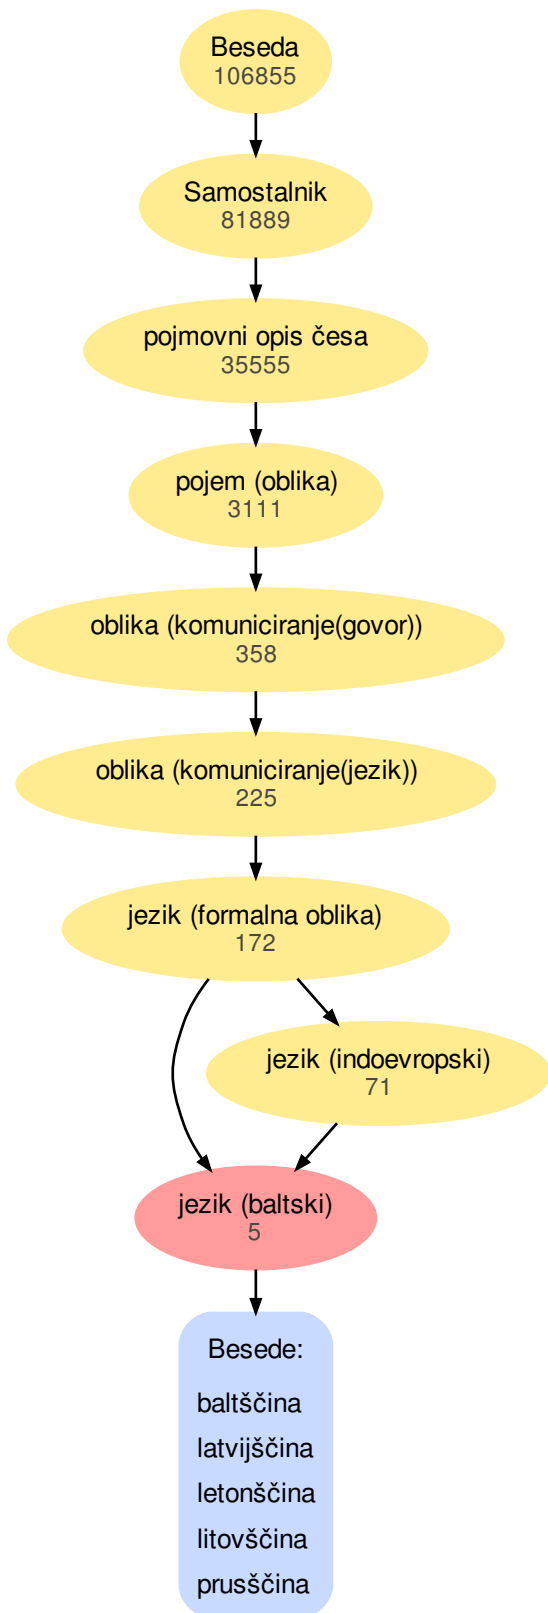 Beseda
106855
Samostalnik
81889
pojmovni opis česa
35555
pojem (oblika)
3111
oblika (komuniciranje(govor))
358
oblika (komuniciranje(jezik))
225
jezik (formalna oblika)
172
jezik (indoevropski)
71
jezik (baltski)
5
Besede:
baltščina
latvijščina
letonščina
litovščina
prusščina